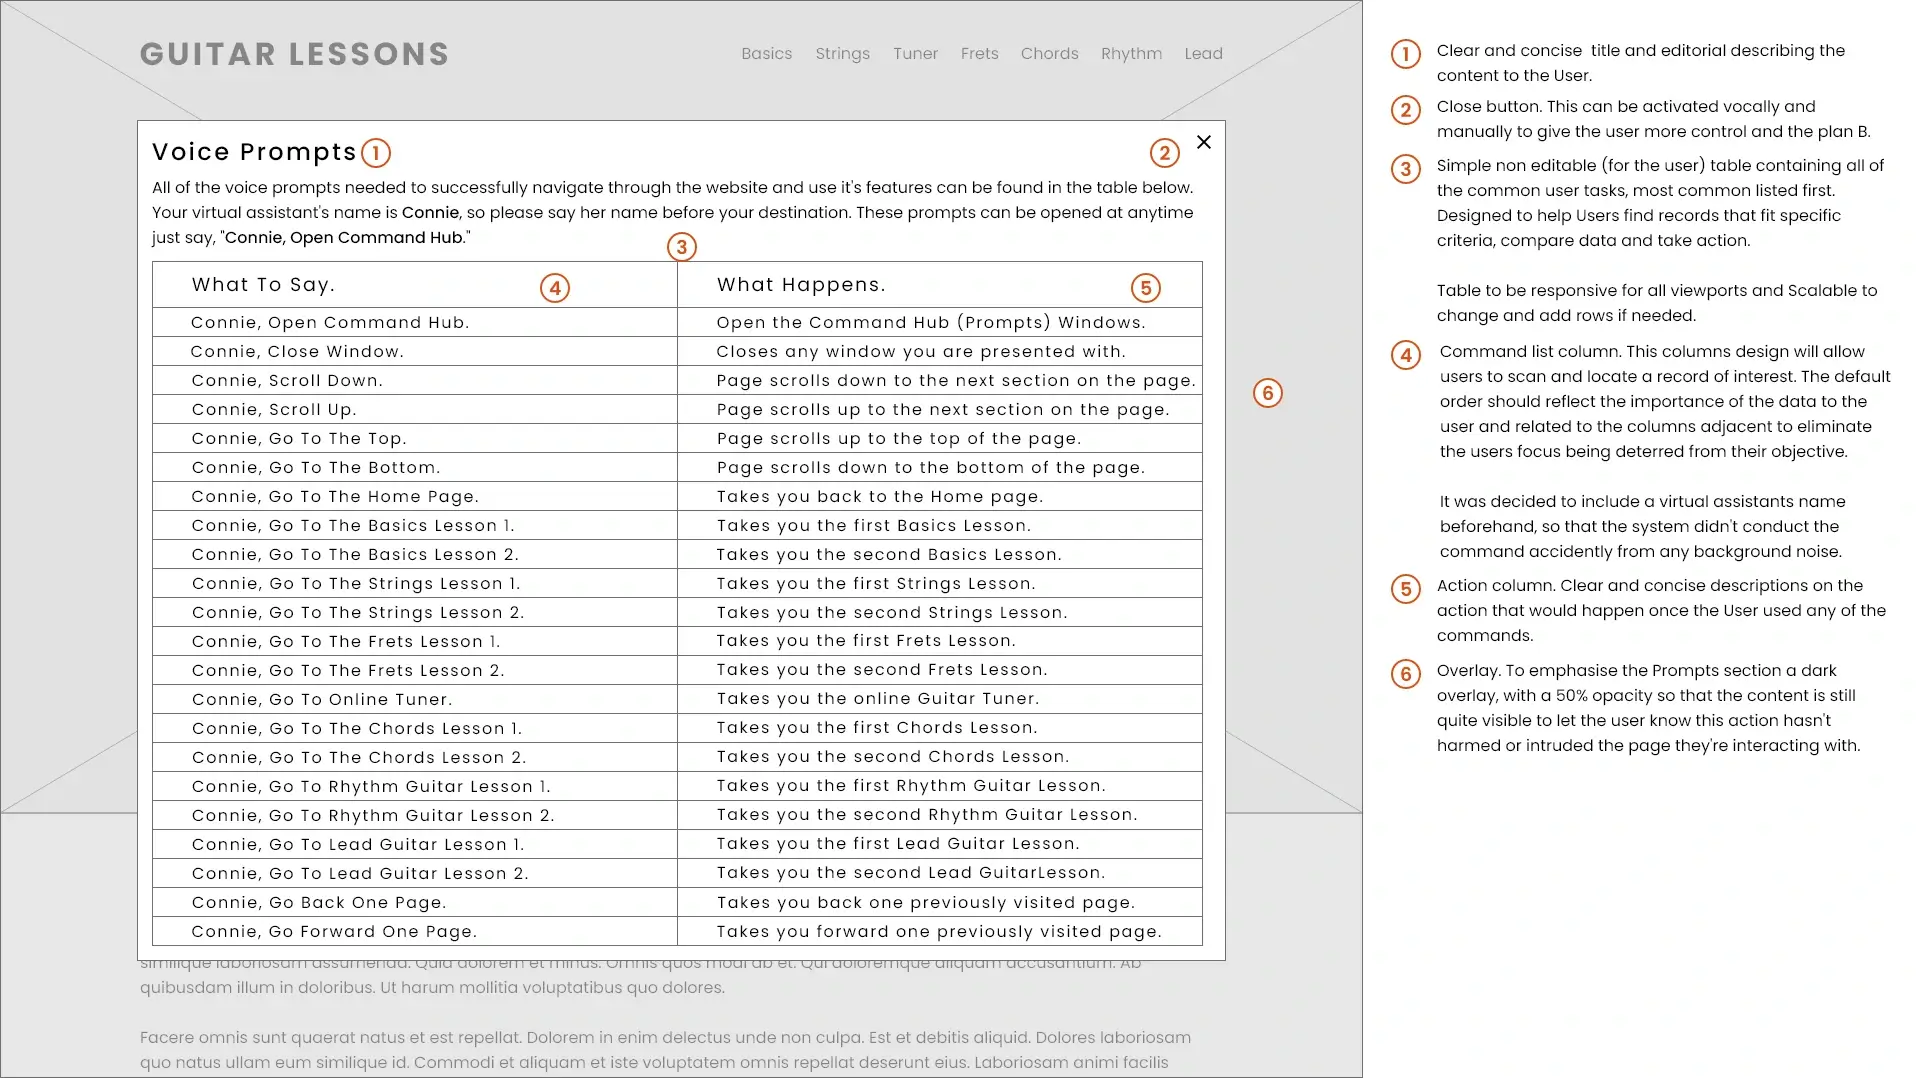 GUITAR LESSONS
Basics Strings Tuner Frets Chords Rhythm Lead
Voice Prompts 1
2
All of the voice prompts needed to successfully navigate through the website and use it's features can be found in the table below.
Your virtual assistant's name is Connie, so please say her name before your destination. These prompts can be opened at anytime
just say, "Connie, Open Command Hub."
3
What To Say. 4 What Happens. 5
Connie, Open Command Hub. Open the Command Hub (Prompts) Windows.
Connie, Close Window. Closes any window you are presented with.
Connie, Scroll Down. Page scrolls down to the next section on the page.
Connie, Scroll Up. Page scrolls up to the next section on the page.
Connie, Go To The Top. Page scrolls up to the top of the page.
Connie, Go To The Bottom. Page scrolls down to the bottom of the page.
Connie, Go To The Home Page. Takes you back to the Home page.
Connie, Go To The Basics Lesson 1. Takes you the first Basics Lesson.
Connie, Go To The Basics Lesson 2. Takes you the second Basics Lesson.
Connie, Go To The Strings Lesson 1. Takes you the first Strings Lesson.
Connie, Go To The Strings Lesson 2. Takes you the second Strings Lesson.
Connie, Go To The Frets Lesson 1. Takes you the first Frets Lesson.
Connie, Go To The Frets Lesson 2. Takes you the second Frets Lesson.
Connie, Go To Online Tuner. Takes you the online Guitar Tuner.
Connie, Go To The Chords Lesson 1. Takes you the first Chords Lesson.
Connie, Go To The Chords Lesson 2. Takes you the second Chords Lesson.
Connie, Go To Rhythm Guitar Lesson 1. Takes you the first Rhythm Guitar Lesson.
Connie, Go To Rhythm Guitar Lesson 2. Takes you the second Rhythm Guitar Lesson.
Connie, Go To Lead Guitar Lesson 1. Takes you the first Lead Guitar Lesson.
Connie, Go To Lead Guitar Lesson 2. Takes you the second Lead GuitarLesson.
Connie, Go Back One Page. Takes you back one previously visited page.
Connie, Go Forward One Page. Takes you forward one previously visited page.
6
similique laboriosam assumenda. Quia dolorem et minus. Omnis quos modi ab et. Qui doloremque aliquam accusantium. Ab
quibusdam illum in doloribus. Ut harum mollitia voluptatibus quo dolores.
Facere omnis sunt quaerat natus et est repellat. Dolorem in enim delectus unde non culpa. Est et debitis aliquid. Dolores laboriosam
quo natus ullam eum similique id. Commodi et aliquam et iste voluptatem omnis repellat deserunt eius. Laboriosam animi facilis
1 Clear and concise title and editorial describing the
content to the User.
2 Close button. This can be activated vocally and
manually to give the user more control and the plan B.
3 Simple non editable (for the user) table containing all of
the common user tasks, most common listed first.
Designed to help Users find records that fit specific
criteria, compare data and take action.
Table to be responsive for all viewports and Scalable to
change and add rows if needed.
4 Command list column. This columns design will allow
users to scan and locate a record of interest. The default
order should reflect the importance of the data to the
user and related to the columns adjacent to eliminate
the users focus being deterred from their objective.
It was decided to include a virtual assistants name
beforehand, so that the system didn't conduct the
command accidently from any background noise.
5 Action column. Clear and concise descriptions on the
action that would happen once the User used any of the
commands.
6 Overlay. To emphasise the Prompts section a dark
overlay, with a 50% opacity so that the content is still
quite visible to let the user know this action hasn't
harmed or intruded the page they're interacting with.